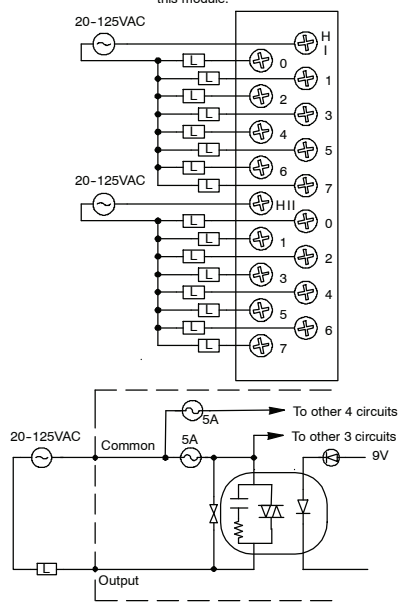 this module.
20-125VAC
H
I
L
0
L
1
L
2
L
3
L
4
L
5
L
6
L
7
20-125VAC
HII
L
0
L
1
L
2
L
3
L
4
L
5
L
6
L
7
5A
To other 4 circuits
20-125VAC
Common
5A
To other 3 circuits
9V
L
Output